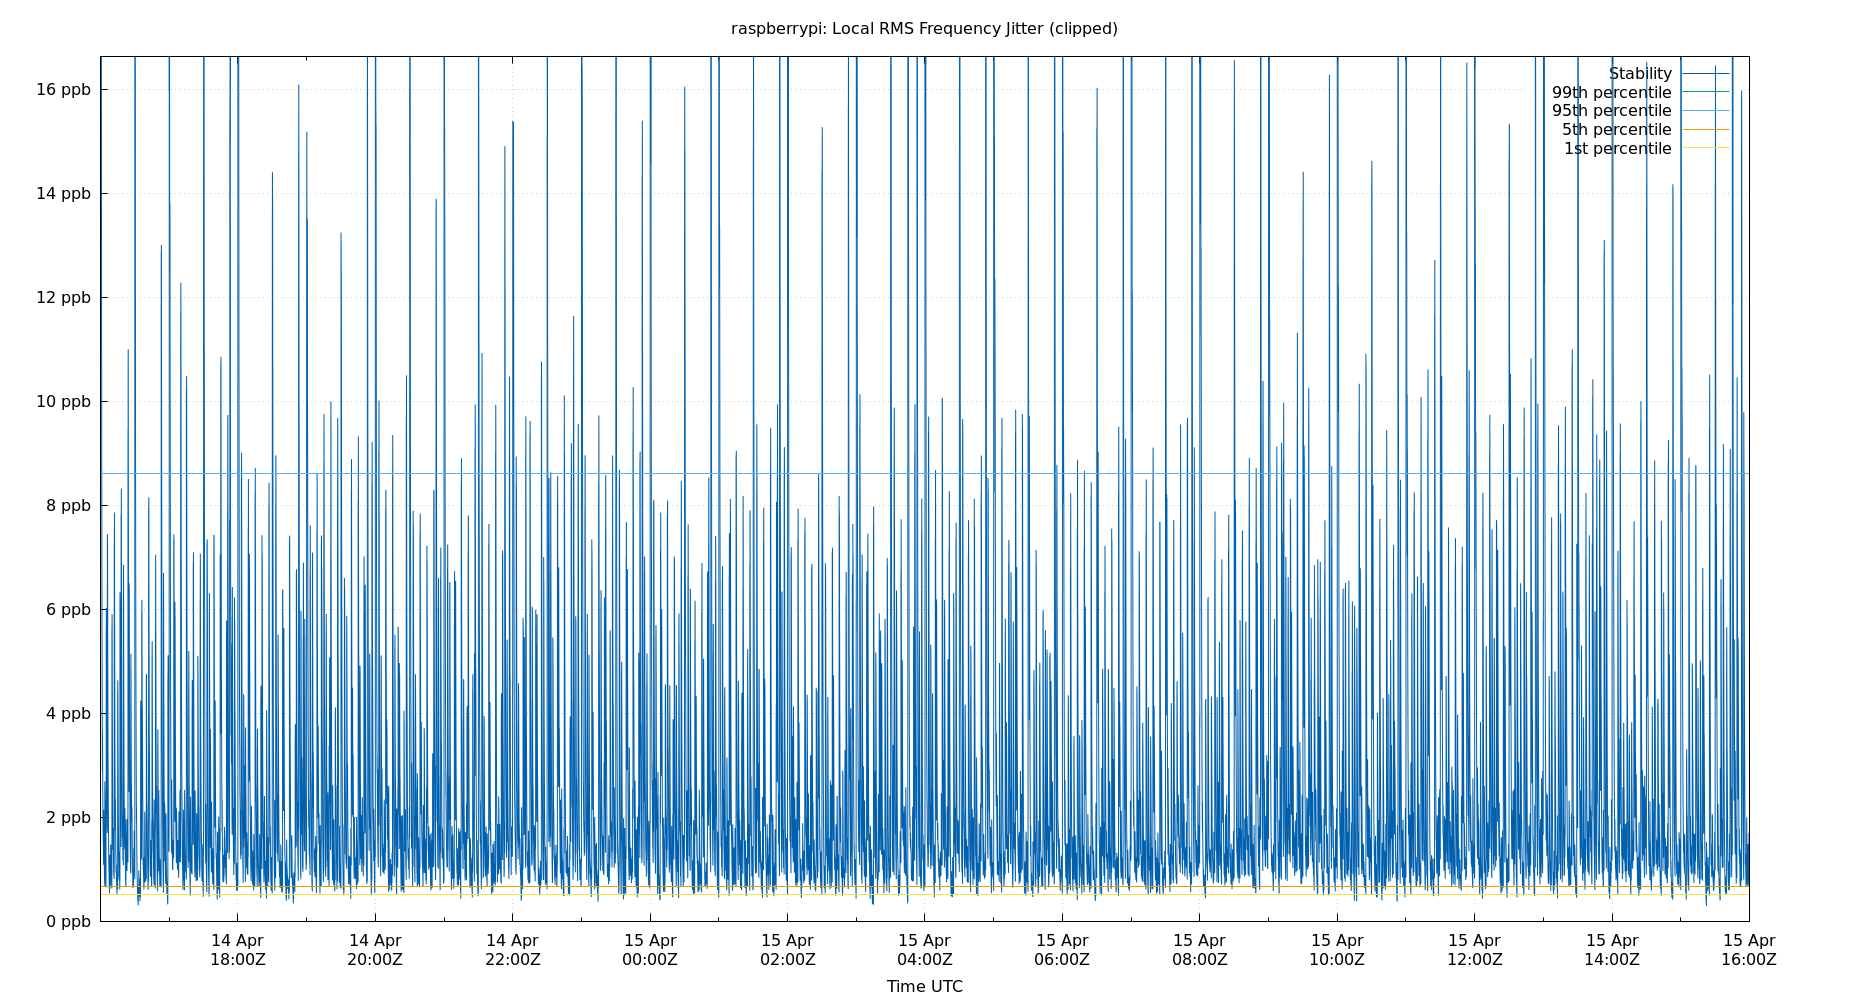 raspberrypi: Local RMS Frequency Jitter (clipped)
Stability
99th percentile
95th percentile
5th percentile
1st percentile
16 ppb
14 ppb
12 ppb
10 ppb
8 ppb
6 ppb
4 ppb
2 ppb
0 ppb
14 Apr 14 Apr 14 Apr 15 Apr 15 Apr 15 Apr 15 Apr 15 Apr 15 Apr 15 Apr 15 Apr 15 Apr
18:00Z 20:00Z 22:00Z 00:00Z 02:00Z 04:00Z 06:00Z 08:00Z 10:00Z 12:00Z 14:00Z 16:00Z
Time UTC